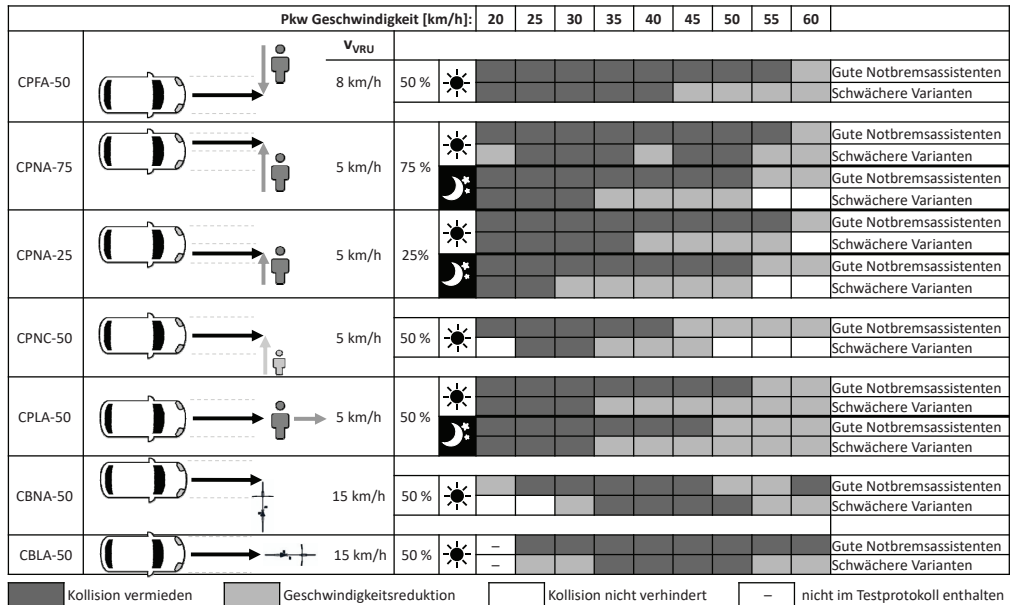 Pkw Geschwindigkeit [km/h]: 20 25 30 35 40 45 50 55 60
vVRU
CPFA-50 8 km/h 50 % Gute Notbremsassistenten
Schwächere Varianten
CPNA-75 5 km/h 75 % Gute Notbremsassistenten
Schwächere Varianten
Gute Notbremsassistenten
Schwächere Varianten
CPNA-25 5 km/h 25% Gute Notbremsassistenten
Schwächere Varianten
Gute Notbremsassistenten
Schwächere Varianten
CPNC-50 5 km/h 50 % Gute Notbremsassistenten
Schwächere Varianten
CPLA-50 5 km/h 50 % Gute Notbremsassistenten
Schwächere Varianten
Gute Notbremsassistenten
Schwächere Varianten
CBNA-50 15 km/h 50 % Gute Notbremsassistenten
Schwächere Varianten
CBLA-50 15 km/h 50 % – Gute Notbremsassistenten
– Schwächere Varianten
Kollision vermieden Geschwindigkeitsreduktion Kollision nicht verhindert – nicht im Testprotokoll enthalten